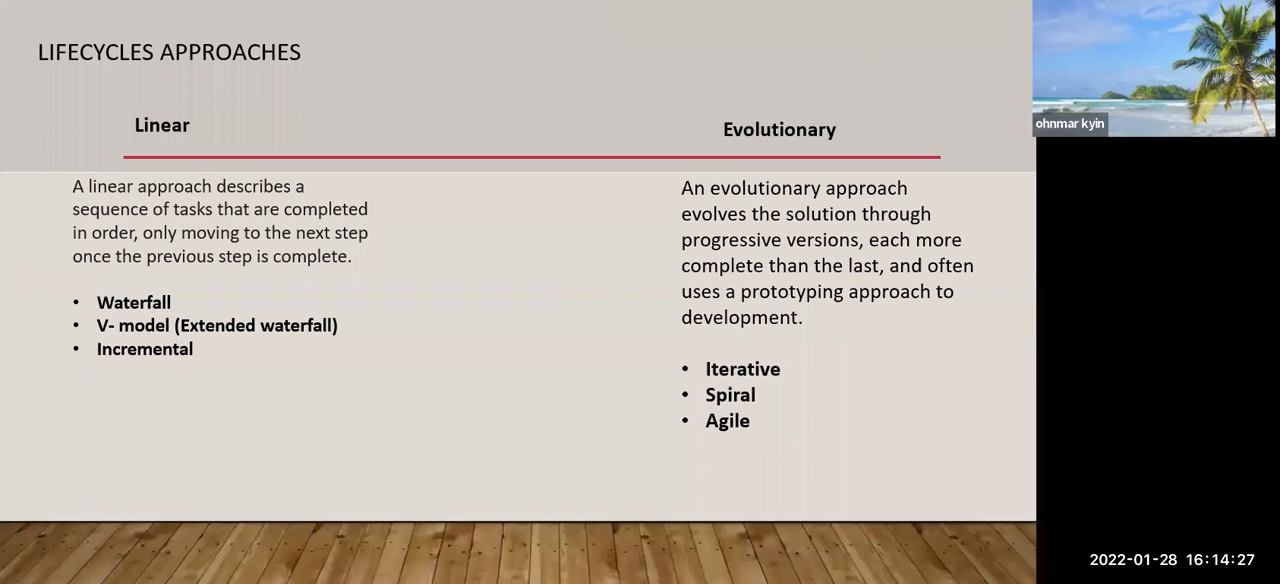 LIFECYCLES APPROACHES
Linear
A linear approach describes a
sequence of tasks that are completed
in order, only moving to the next step
once the previous step is complete.
• Waterfall
• V- model (Extended waterfall)
• Incremental
Evolutionary
An evolutionary approach
evolves the solution through
progressive versions, each more
complete than the last, and often
uses a prototyping approach to
development.
• Iterative
• Spiral
• Agile
ohnmar kyin
2022-01-28 16:14:27